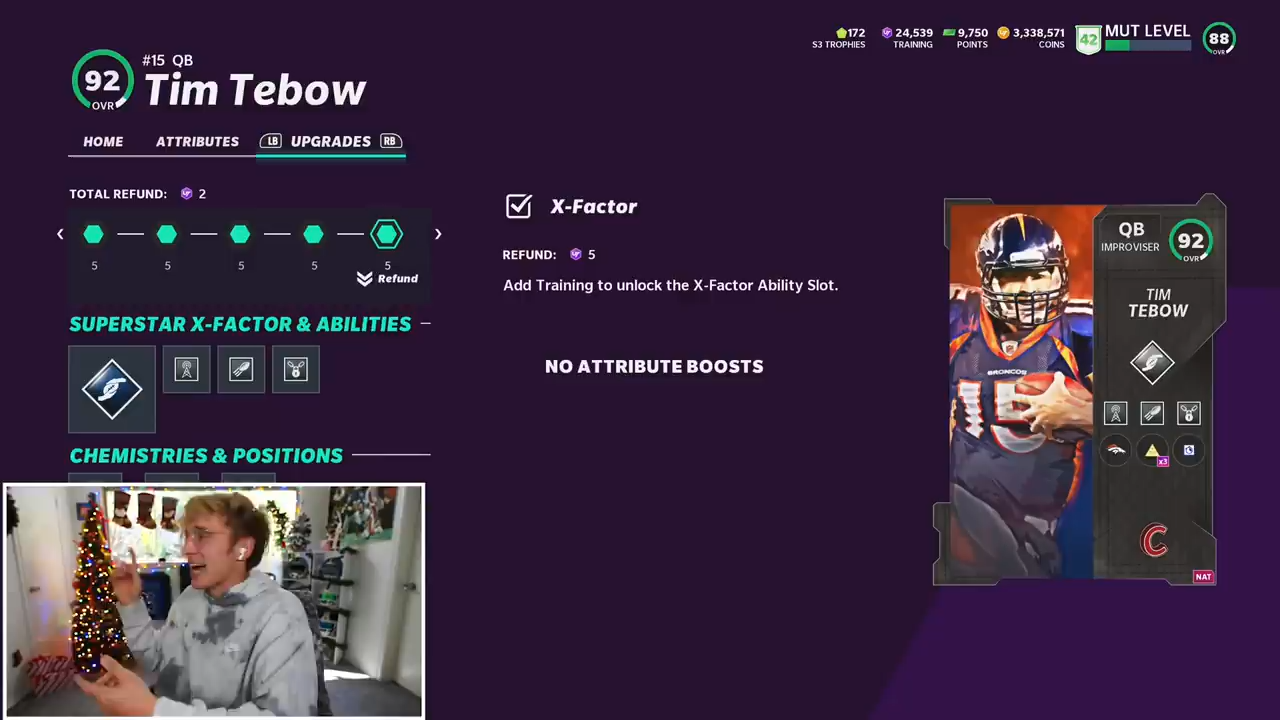 172
S3 TROPHIES
24,539
TRAINING
9,750
POINTS
3,338,571
COINS
42
MUT LEVEL
88
OVR
92
OVR
#15 QB
Tim Tebow
HOME
ATTRIBUTES
LB
UPGRADES
RB
TOTAL REFUND: 2
5
5
5
5
5
Refund
SUPERSTAR X-FACTOR & ABILITIES
CHEMISTRIES & POSITIONS
X-Factor
REFUND: 5
Add Training to unlock the X-Factor Ability Slot.
NO ATTRIBUTE BOOSTS
QB
IMPROVISER
92
OVR
TIM
TEBOW
x3
BRONCOS
15
C
NAT